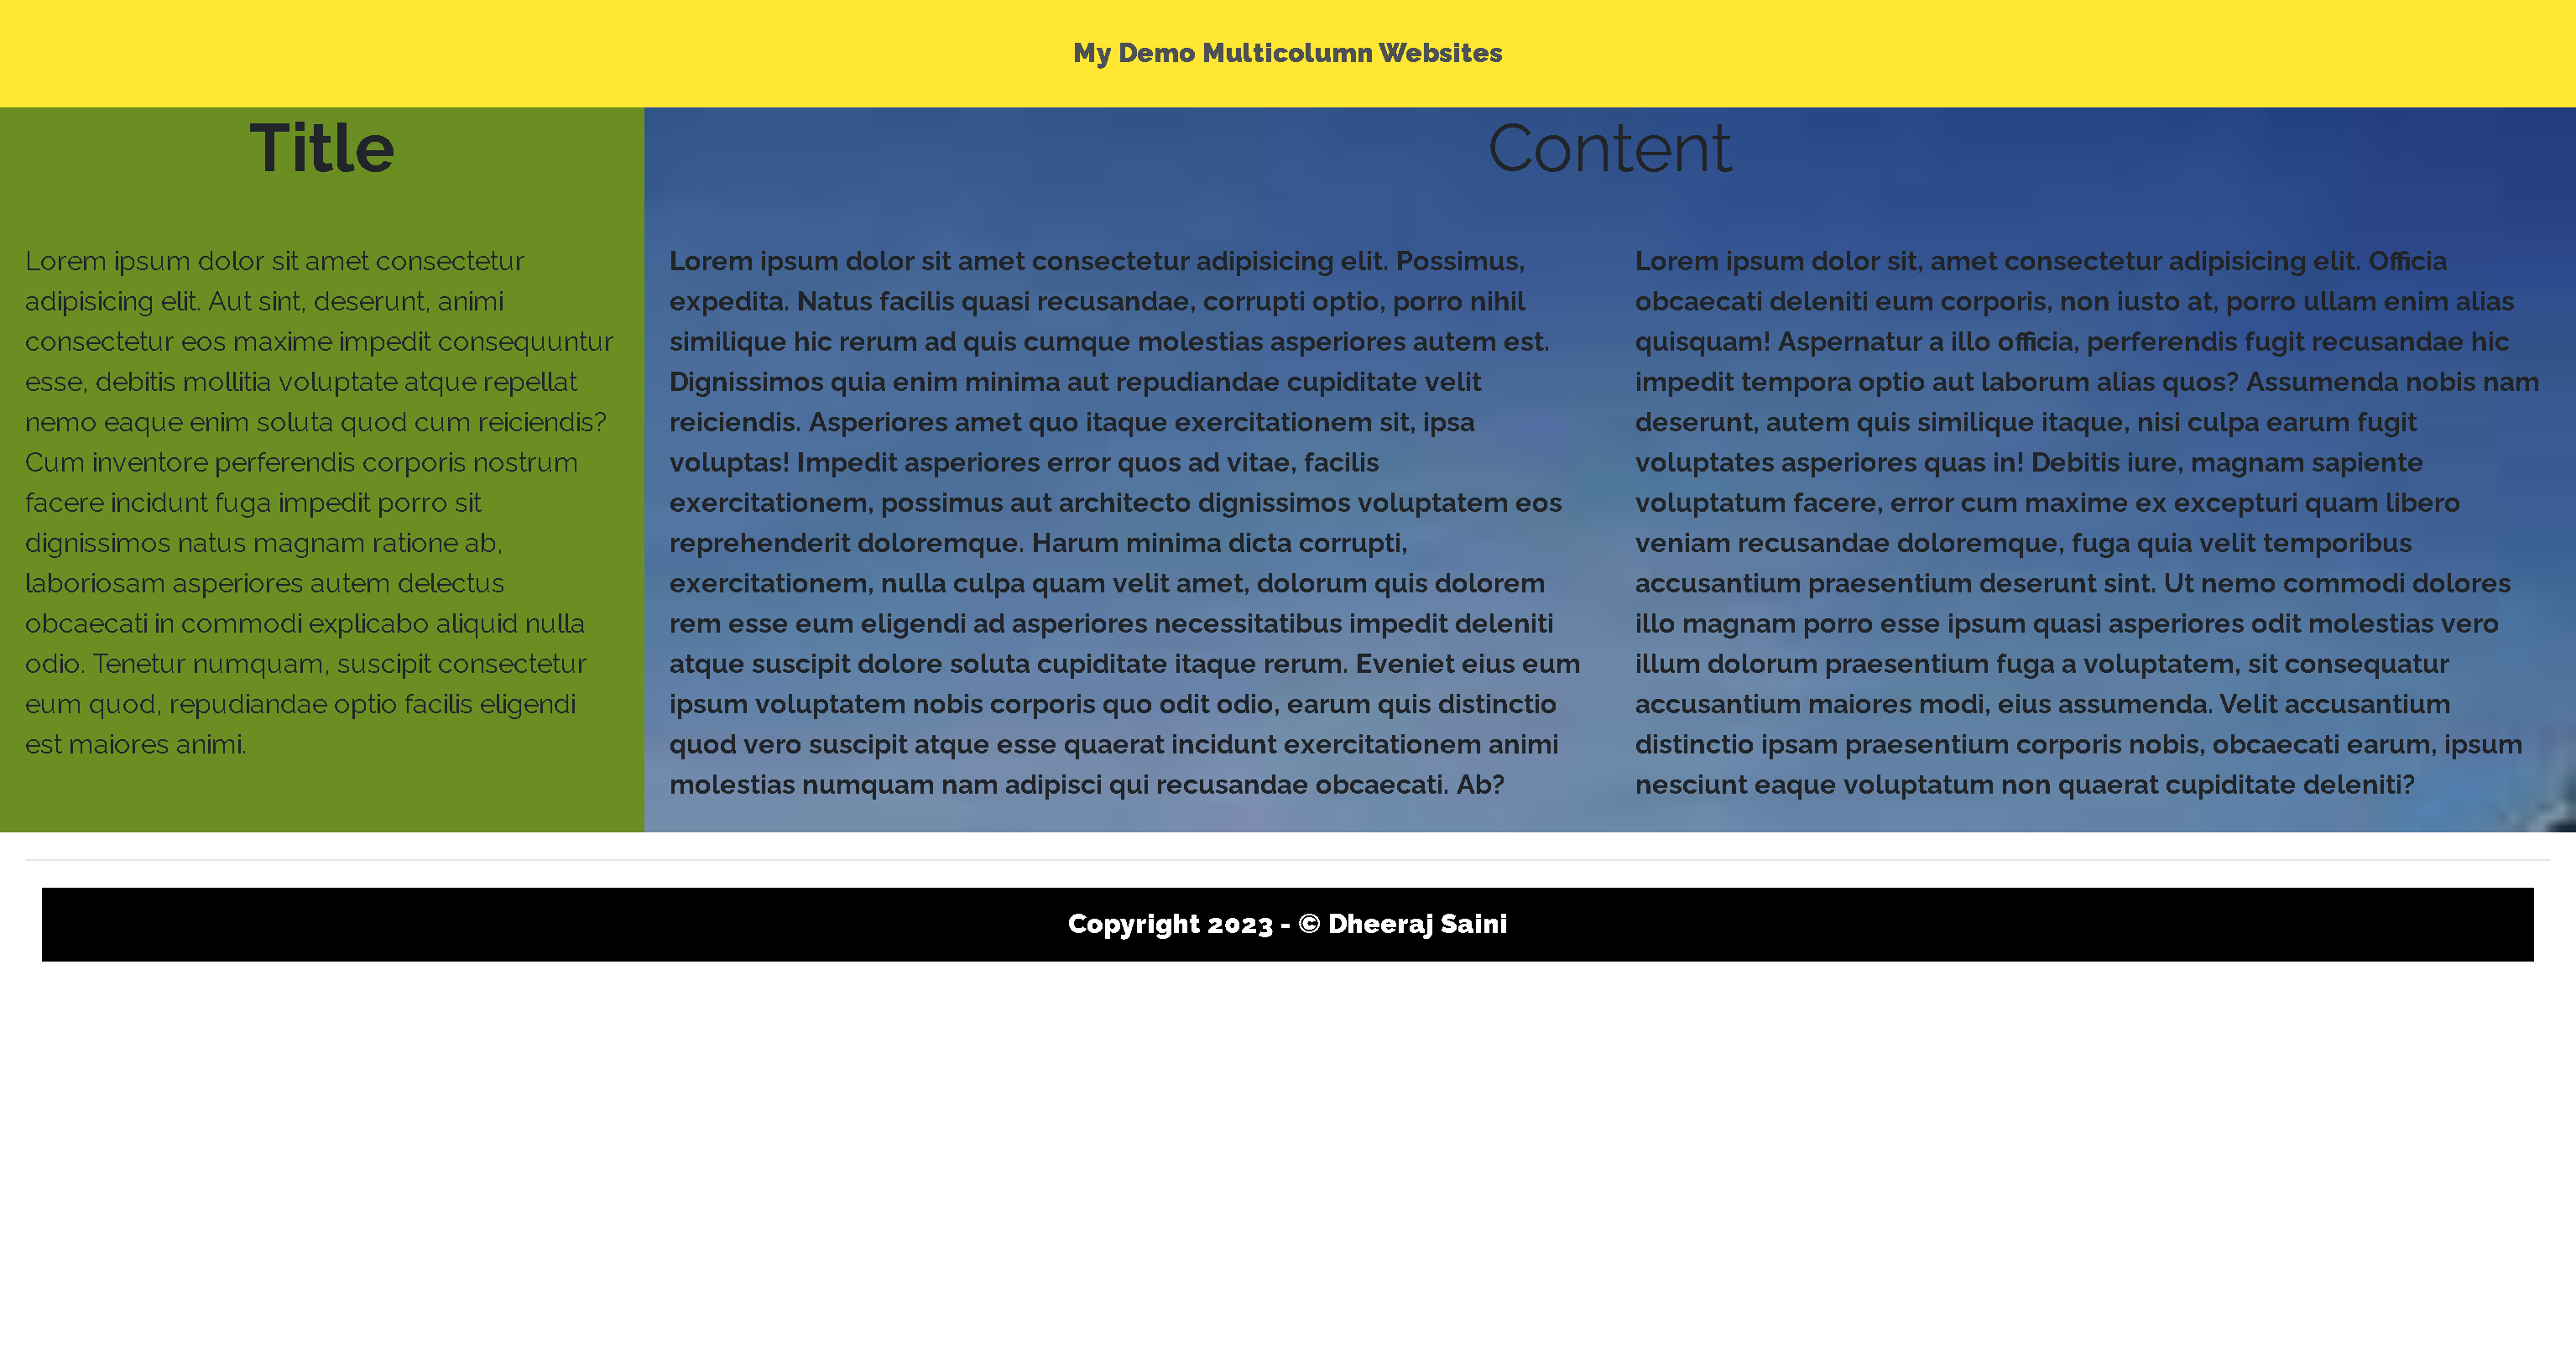 My Demo Multicolumn Websites
Title
Lorem ipsum dolor sit amet consectetur
adipisicing elit. Aut sint, deserunt, animi
consectetur eos maxime impedit consequuntur
esse, debitis mollitia voluptate atque repellat
nemo eaque enim soluta quod cum reiciendis?
Cum inventore perferendis corporis nostrum
facere incidunt fuga impedit porro sit
dignissimos natus magnam ratione ab,
laboriosam asperiores autem delectus
obcaecati in commodi explicabo aliquid nulla
odio. Tenetur numquam, suscipit consectetur
eum quod, repudiandae optio facilis eligendi
est maiores animi.
Content
Lorem ipsum dolor sit amet consectetur adipisicing elit. Possimus,
expedita. Natus facilis quasi recusandae, corrupti optio, porro nihil
similique hic rerum ad quis cumque molestias asperiores autem est.
Dignissimos quia enim minima aut repudiandae cupiditate velit
reiciendis. Asperiores amet quo itaque exercitationem sit, ipsa
voluptas! Impedit asperiores error quos ad vitae, facilis
exercitationem, possimus aut architecto dignissimos voluptatem eos
reprehenderit doloremque. Harum minima dicta corrupti,
exercitationem, nulla culpa quam velit amet, dolorum quis dolorem
rem esse eum eligendi ad asperiores necessitatibus impedit deleniti
atque suscipit dolore soluta cupiditate itaque rerum. Eveniet eius eum
ipsum voluptatem nobis corporis quo odit odio, earum quis distinctio
quod vero suscipit atque esse quaerat incidunt exercitationem animi
molestias numquam nam adipisci qui recusandae obcaecati. Ab?
Lorem ipsum dolor sit, amet consectetur adipisicing elit. Officia
obcaecati deleniti eum corporis, non iusto at, porro ullam enim alias
quisquam! Aspernatur a illo officia, perferendis fugit recusandae hic
impedit tempora optio aut laborum alias quos? Assumenda nobis nam
deserunt, autem quis similique itaque, nisi culpa earum fugit
voluptates asperiores quas in! Debitis iure, magnam sapiente
voluptatum facere, error cum maxime ex excepturi quam libero
veniam recusandae doloremque, fuga quia velit temporibus
accusantium praesentium deserunt sint. Ut nemo commodi dolores
illo magnam porro esse ipsum quasi asperiores odit molestias vero
illum dolorum praesentium fuga a voluptatem, sit consequatur
accusantium maiores modi, eius assumenda. Velit accusantium
distinctio ipsam praesentium corporis nobis, obcaecati earum, ipsum
nesciunt eaque voluptatum non quaerat cupiditate deleniti?
Copyright 2023 - © Dheeraj Saini